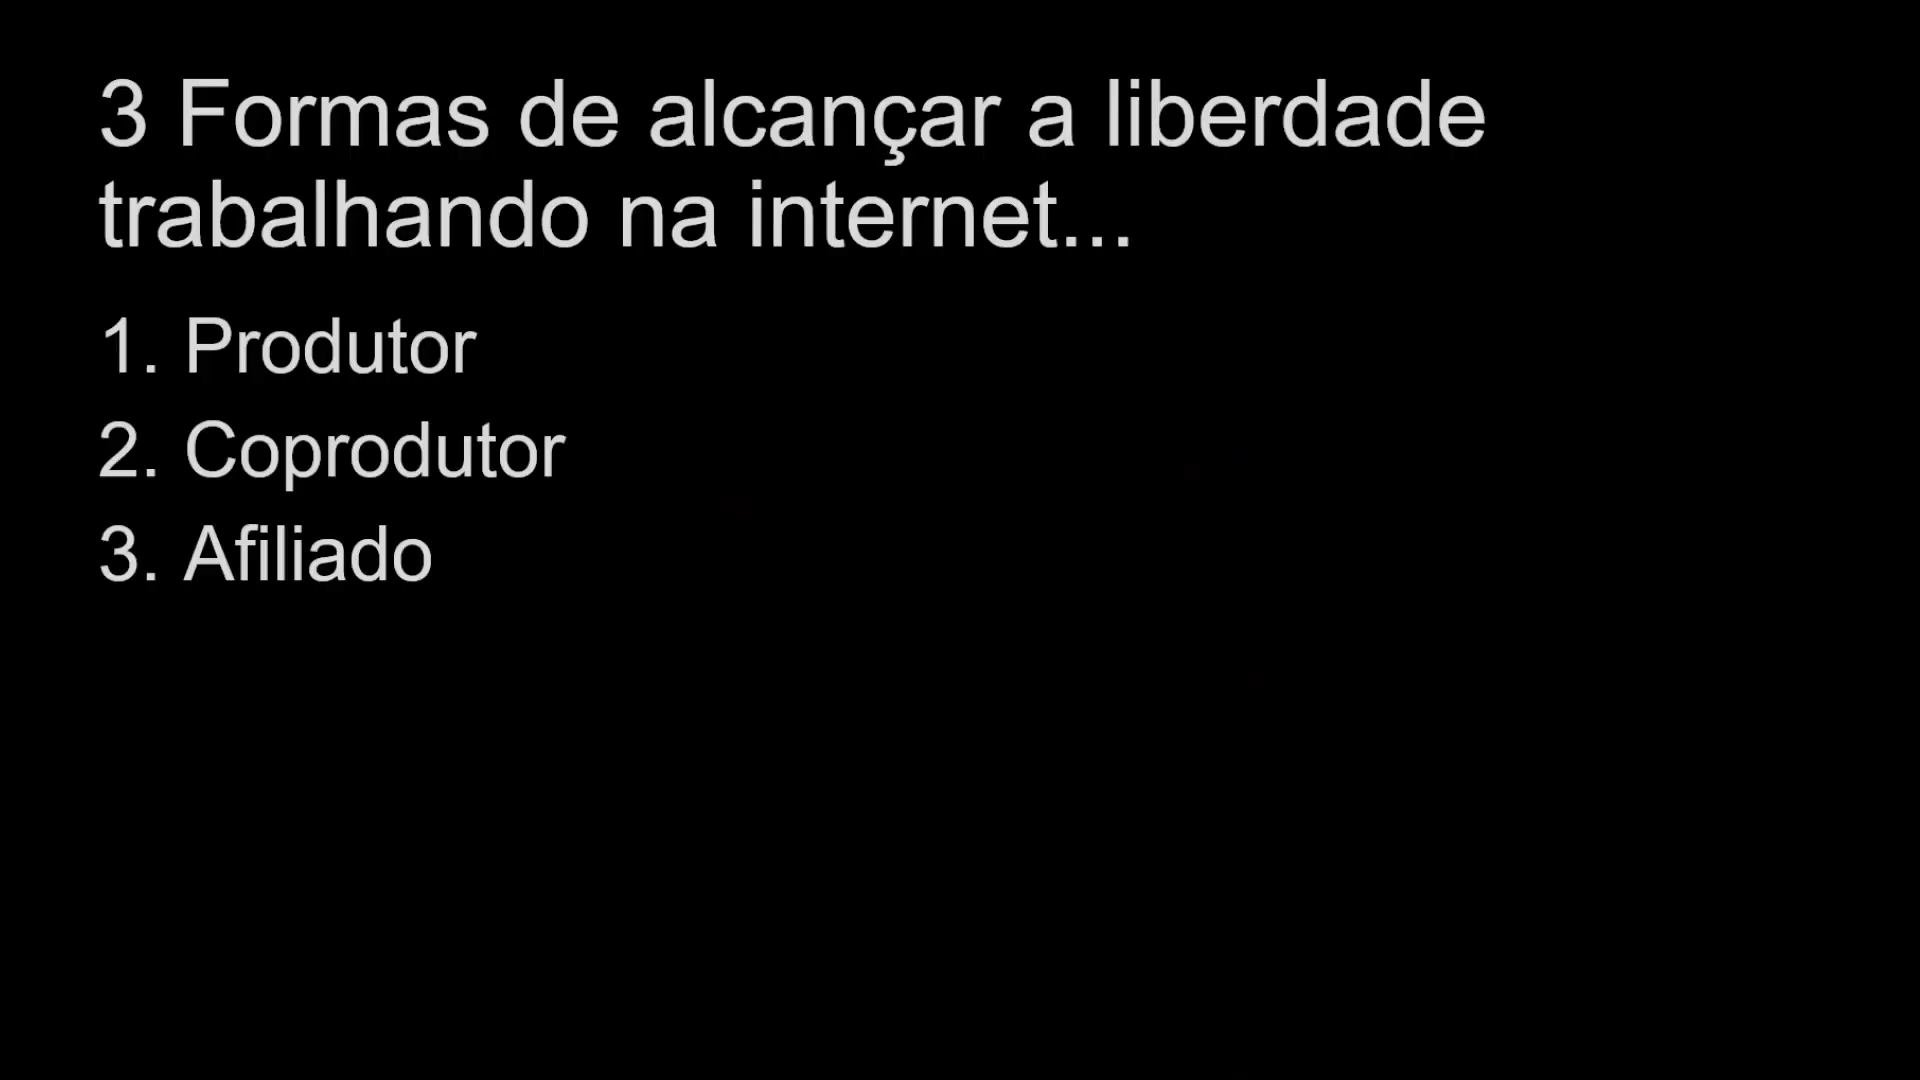 3 Formas de alcançar a liberdade
trabalhando na internet...
1. Produtor
2. Coprodutor
3. Afiliado